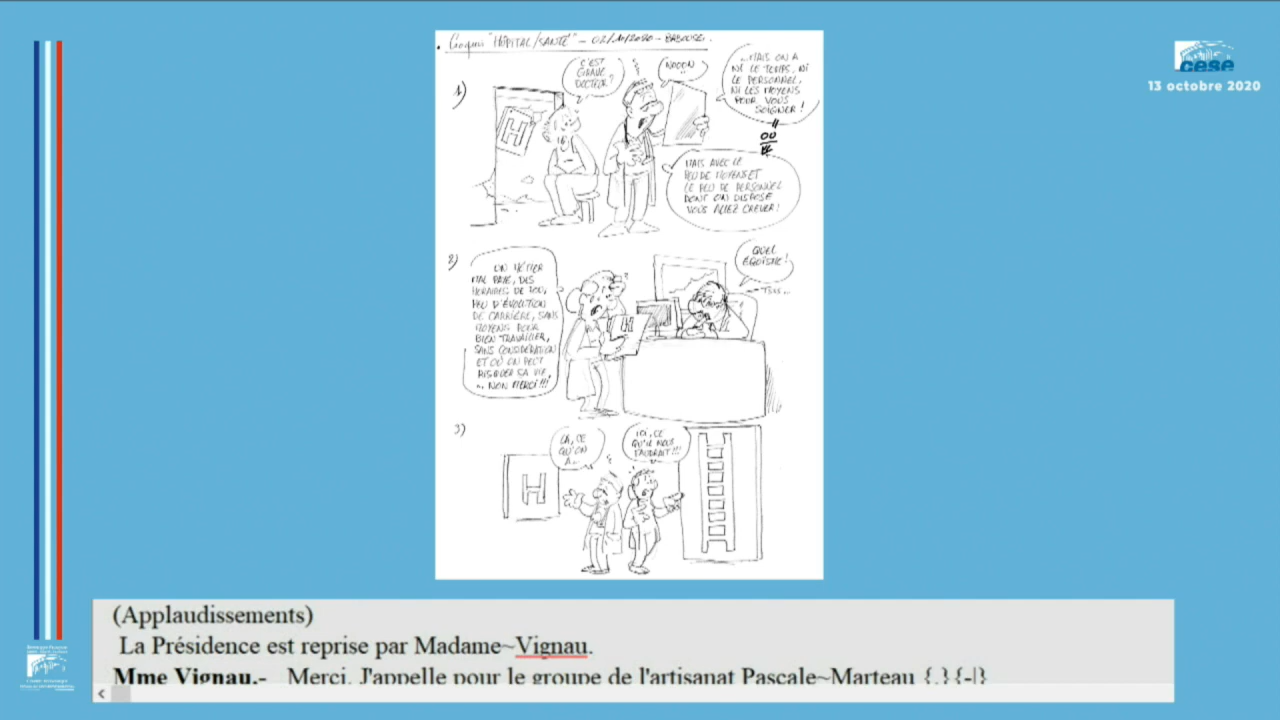 . Croquis "HÔPITAL/SANTÉ" - 02/10/2020 - BABOUSE.
cese
13 octobre 2020
1)
C'EST
GRAVE
DOCTEUR?
NOOON
...MAIS ON A
NI LE TEMPS, NI
LE PERSONNEL,
NI LES MOYENS
POUR VOUS
SOIGNER!
OU
MAIS AVEC LE
PEU DE MOYENS ET
LE PEU DE PERSONNEL
DONT ON DISPOSE
VOUS ALLEZ CREVER!
H
2)
UN MÉTIER
MAL PAYÉ, DES
HORAIRES DE FOU,
PEU D'ÉVOLUTION
DE CARRIÈRE, SANS
MOYENS POUR
BIEN TRAVAILLER,
SANS CONSIDÉRATION
ET OÙ ON PEUT
RISQUER SA VIE,
... NON MERCI!!!
H
QUEL
ÉGOÏSME!
TSSS...
3)
LÀ, CE
QU'ON
A...
ICI, CE
QU'IL NOUS
FAUDRAIT!!!
H
(Applaudissements)
La Présidence est reprise par Madame~Vignau.
Mme Vignau.- Merci. J'appelle pour le groupe de l'artisanat Pascale~Marteau {.}{-|}